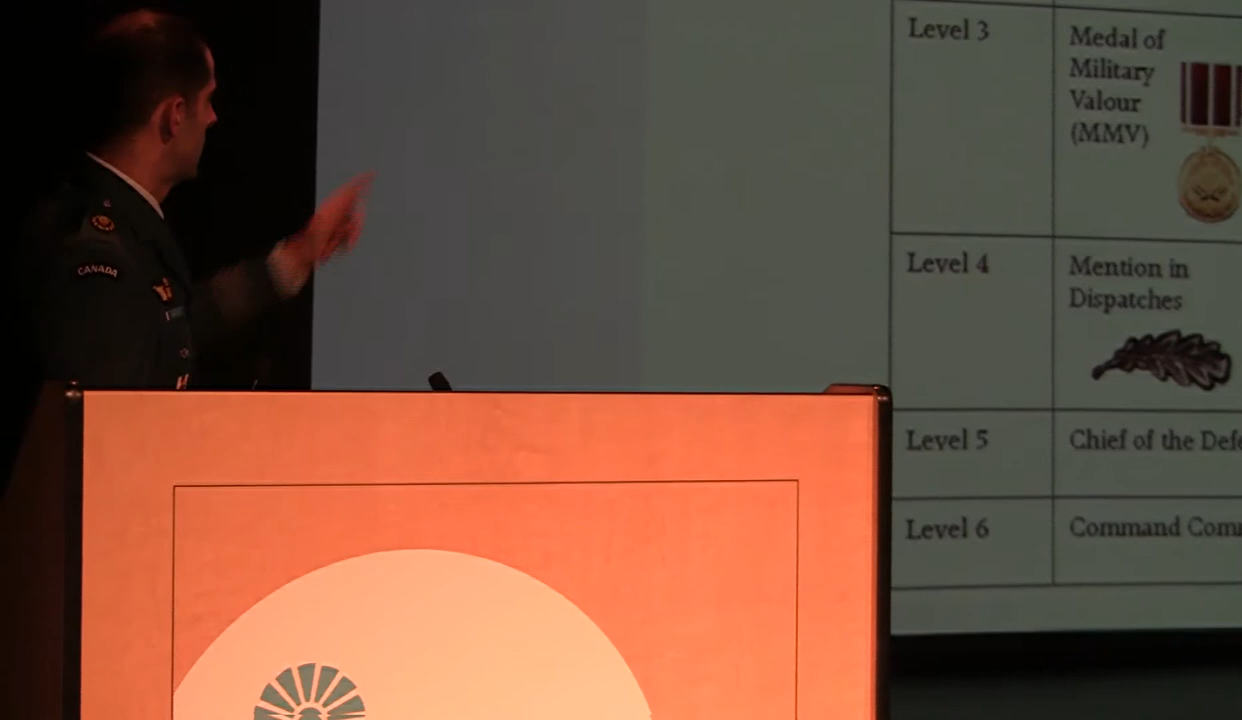 Level 3
Medal of
Military
Valour
(MMV)
CANADA
Level 4
Mention in
Dispatches
Level 5
Chief of the
Level 6
Command